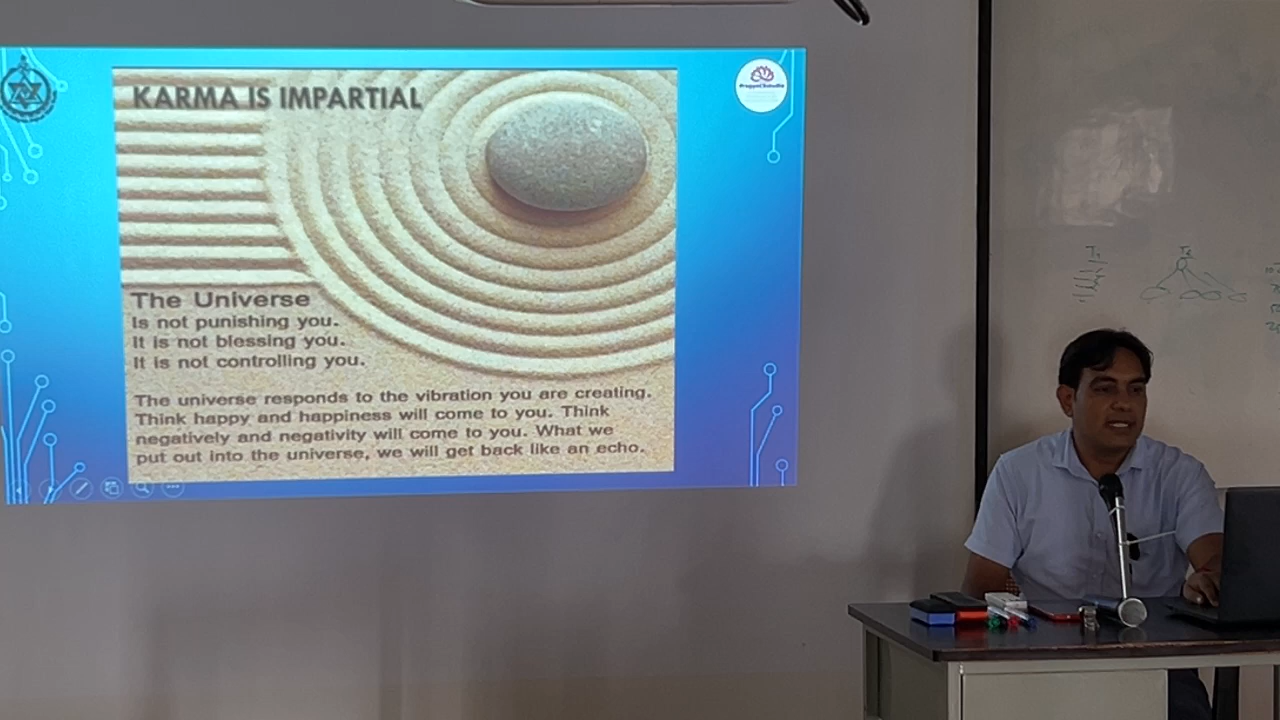 KARMA IS IMPARTIAL
The Universe
Is not punishing you.
It is not blessing you.
It is not controlling you.
The universe responds to the vibration you are creating.
Think happy and happiness will come to you. Think
negatively and negativity will come to you. What we
put out into the universe, we will get back like an echo.